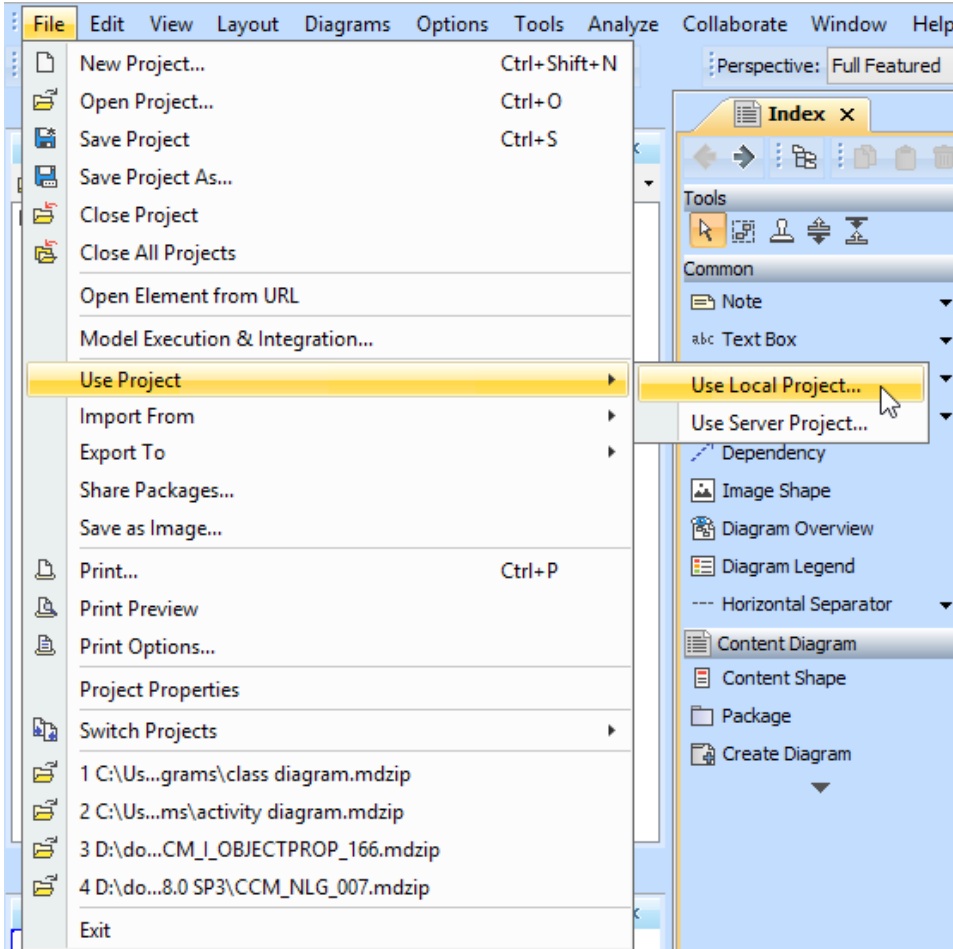 File Edit View Layout Diagrams Options Tools Analyze Collaborate Window Help
New Project... Ctrl+Shift+N
Open Project... Ctrl+O
Save Project Ctrl+S
Save Project As...
Close Project
Close All Projects
Open Element from URL
Model Execution & Integration...
Use Project
Import From
Export To
Share Packages...
Save as Image...
Print... Ctrl+P
Print Preview
Print Options...
Project Properties
Switch Projects
1 C:\Us...grams\class diagram.mdzip
2 C:\Us...ms\activity diagram.mdzip
3 D:\do...CM_I_OBJECTPROP_166.mdzip
4 D:\do...8.0 SP3\CCM_NLG_007.mdzip
Exit
Use Local Project...
Use Server Project...
Perspective: Full Featured
Index
Tools
Common
Note
abc Text Box
Dependency
Image Shape
Diagram Overview
Diagram Legend
Horizontal Separator
Content Diagram
Content Shape
Package
Create Diagram